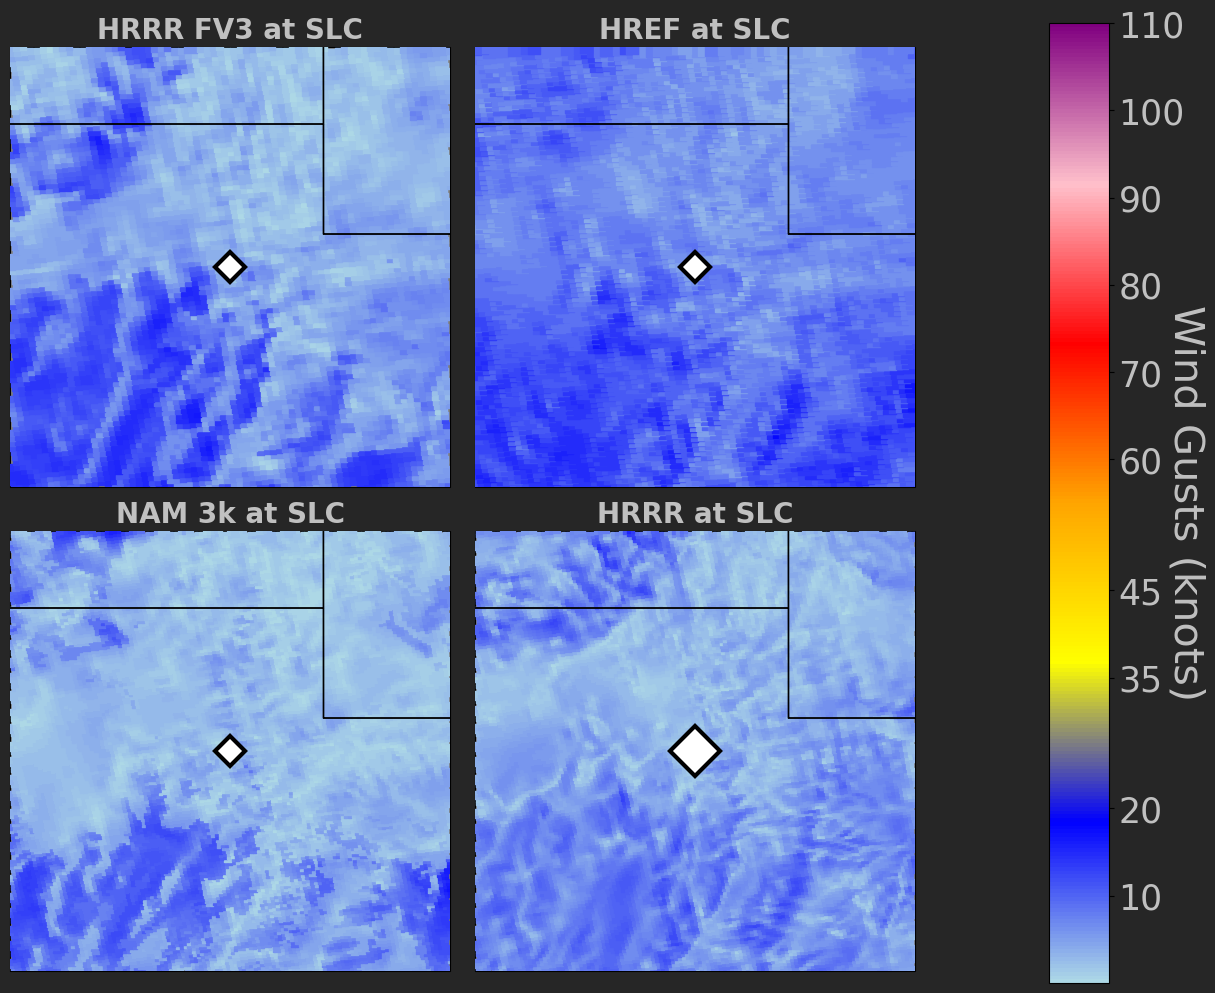 HRRR FV3 at SLC
HREF at SLC
NAM 3k at SLC
HRRR at SLC
110
100
90
80
70
60
45
35
20
10
Wind Gusts (knots)